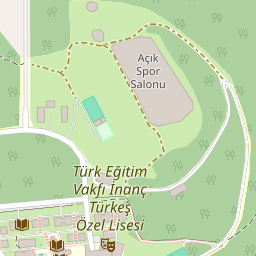 Açık
Spor
Salonu
Türk Eğitim
Vakfı İnanç
Türkeş
Özel Lisesi